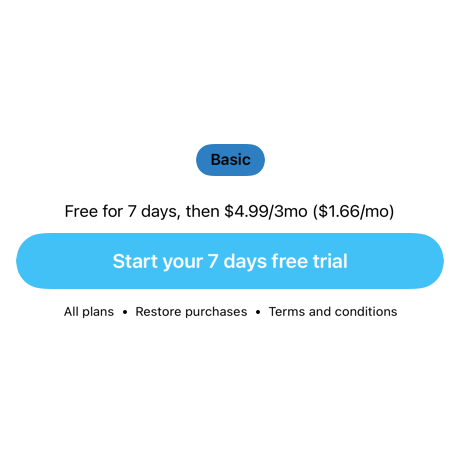 Basic
Free for 7 days, then $4.99/3mo ($1.66/mo)
Start your 7 days free trial
All plans • Restore purchases • Terms and conditions